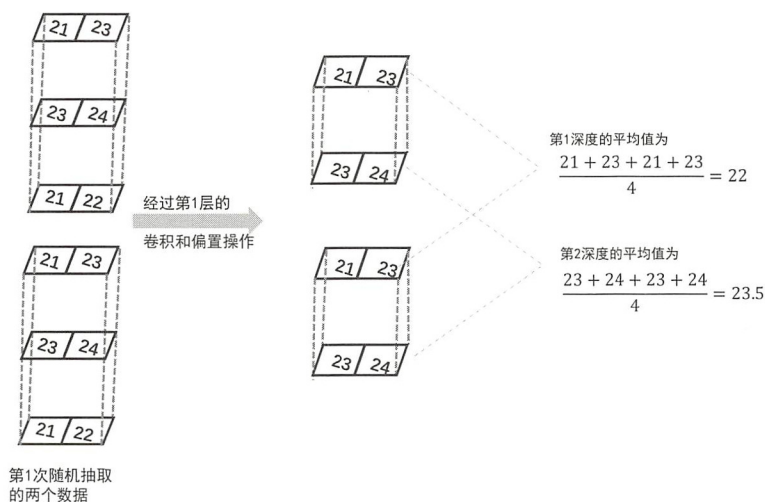 21 23
23 24
21 22
21 23
23 24
21 22
第1次随机抽取
的两个数据
经过第1层的
卷积和偏置操作
21 23
23 24
21 23
23 24
第1深度的平均值为
21 + 23 + 21 + 23
4
= 22
第2深度的平均值为
23 + 24 + 23 + 24
4
= 23.5